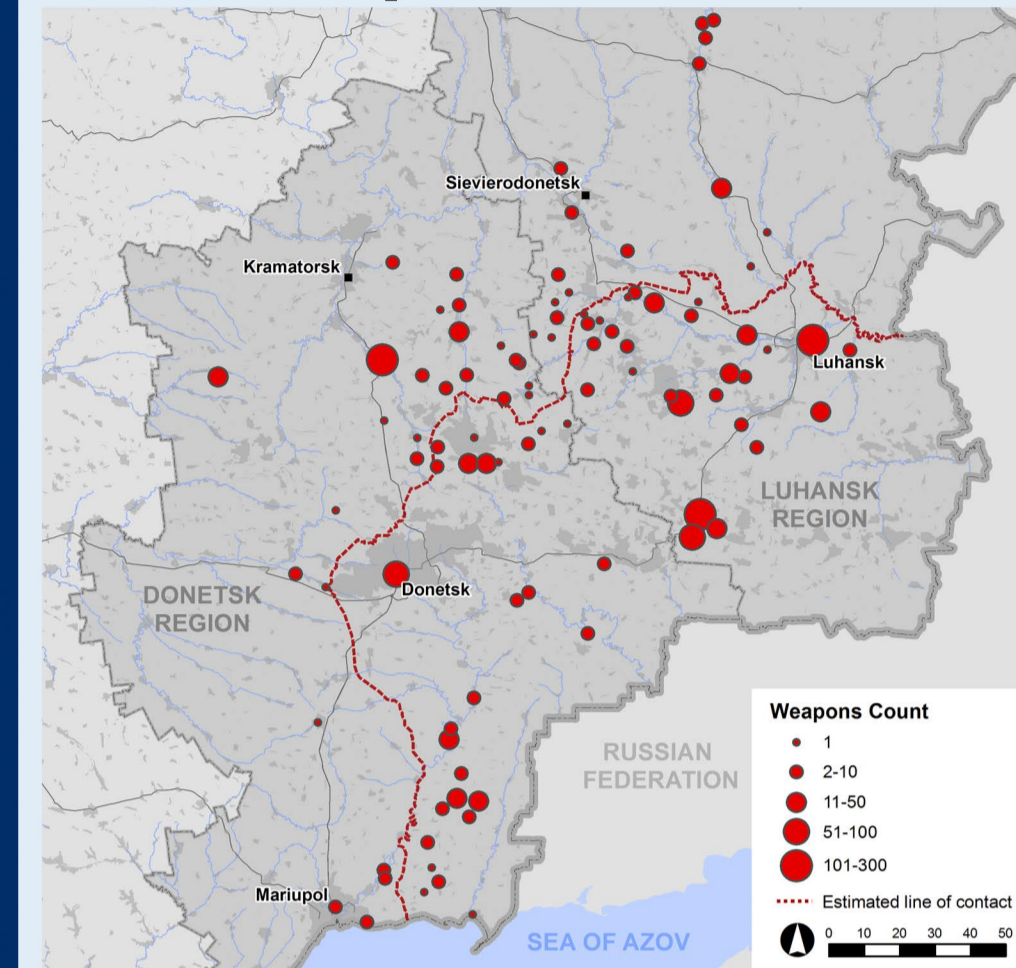 Sievierodonetsk
Kramatorsk
Luhansk
LUHANSK
REGION
DONETSK
REGION
Donetsk
RUSSIAN
FEDERATION
Mariupol
SEA OF AZOV
Weapons Count
1
2-10
11-50
51-100
101-300
Estimated line of contact
0 10 20 30 40 50